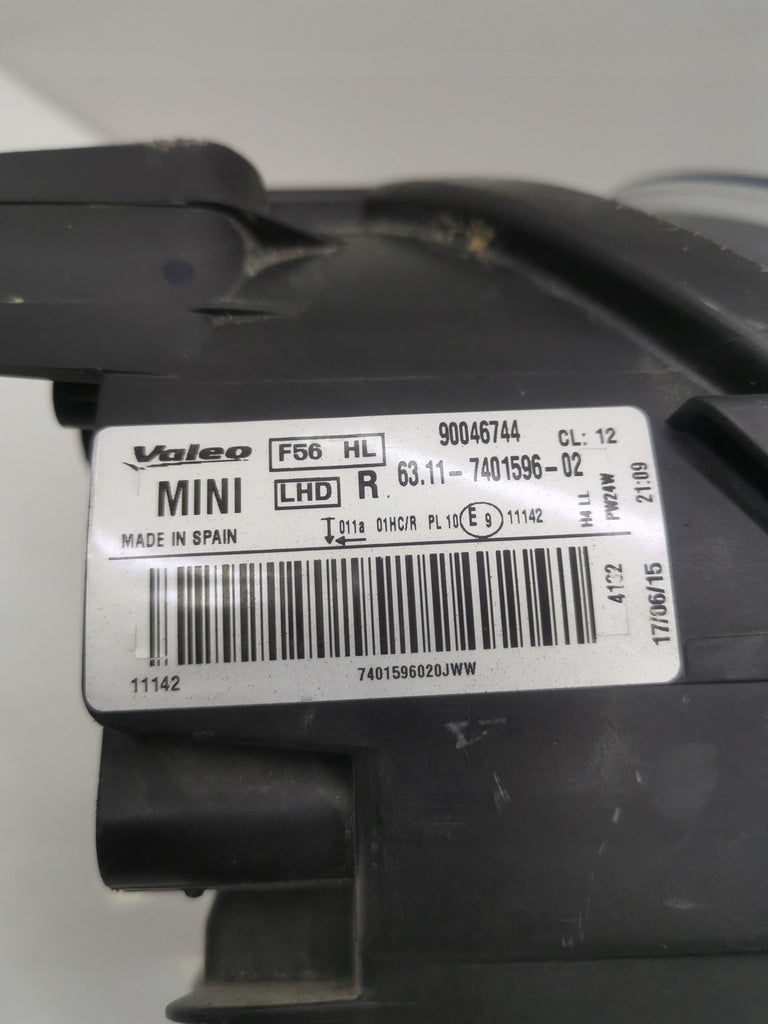 Valeo F56 HL 90046744 CL: 12
MINI LHD R 63.11-7401596-02
MADE IN SPAIN 011a 01HC/R PL 10 E 9 11142
H4 LL
PW24W
21:09
4132
17/06/15
11142 7401596020JWW